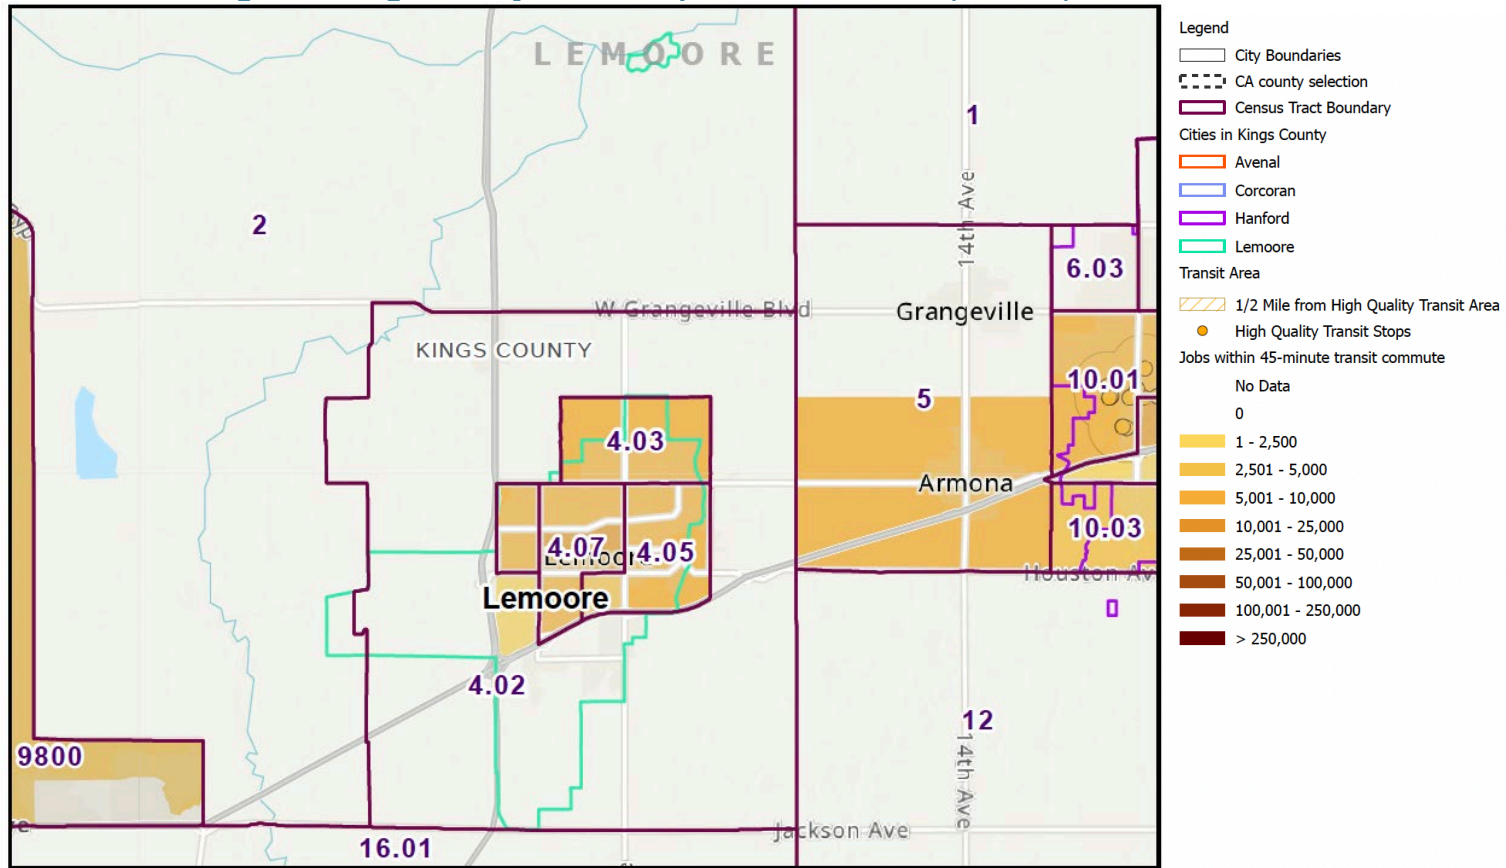 LEMOORE
1
14th Ave
2
6.03
W Grangeville Blvd
Grangeville
KINGS COUNTY
10.01
5
4.03
Armona
10.03
4.07
4.05
Lemoore
Houston Av
Lemoore
4.02
12
14th Ave
9800
Jackson Ave
16.01
Legend
City Boundaries
CA county selection
Census Tract Boundary
Cities in Kings County
Avenal
Corcoran
Hanford
Lemoore
Transit Area
1/2 Mile from High Quality Transit Area
High Quality Transit Stops
Jobs within 45-minute transit commute
No Data
0
1 - 2,500
2,501 - 5,000
5,001 - 10,000
10,001 - 25,000
25,001 - 50,000
50,001 - 100,000
100,001 - 250,000
> 250,000